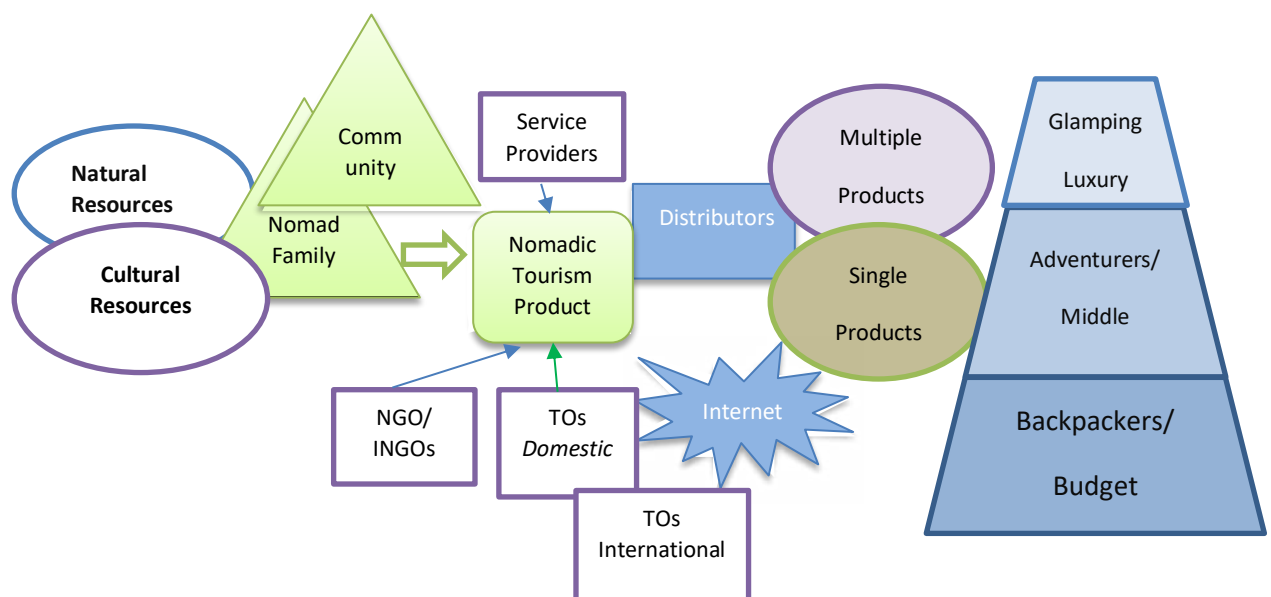 Natural
Resources
Cultural
Resources
Comm
unity
Nomad
Family
Service
Providers
Nomadic
Tourism
Product
NGO/
INGOs
TOs
Domestic
TOs
International
Distributors
Internet
Multiple
Products
Single
Products
Glamping
Luxury
Adventurers/
Middle
Backpackers/
Budget